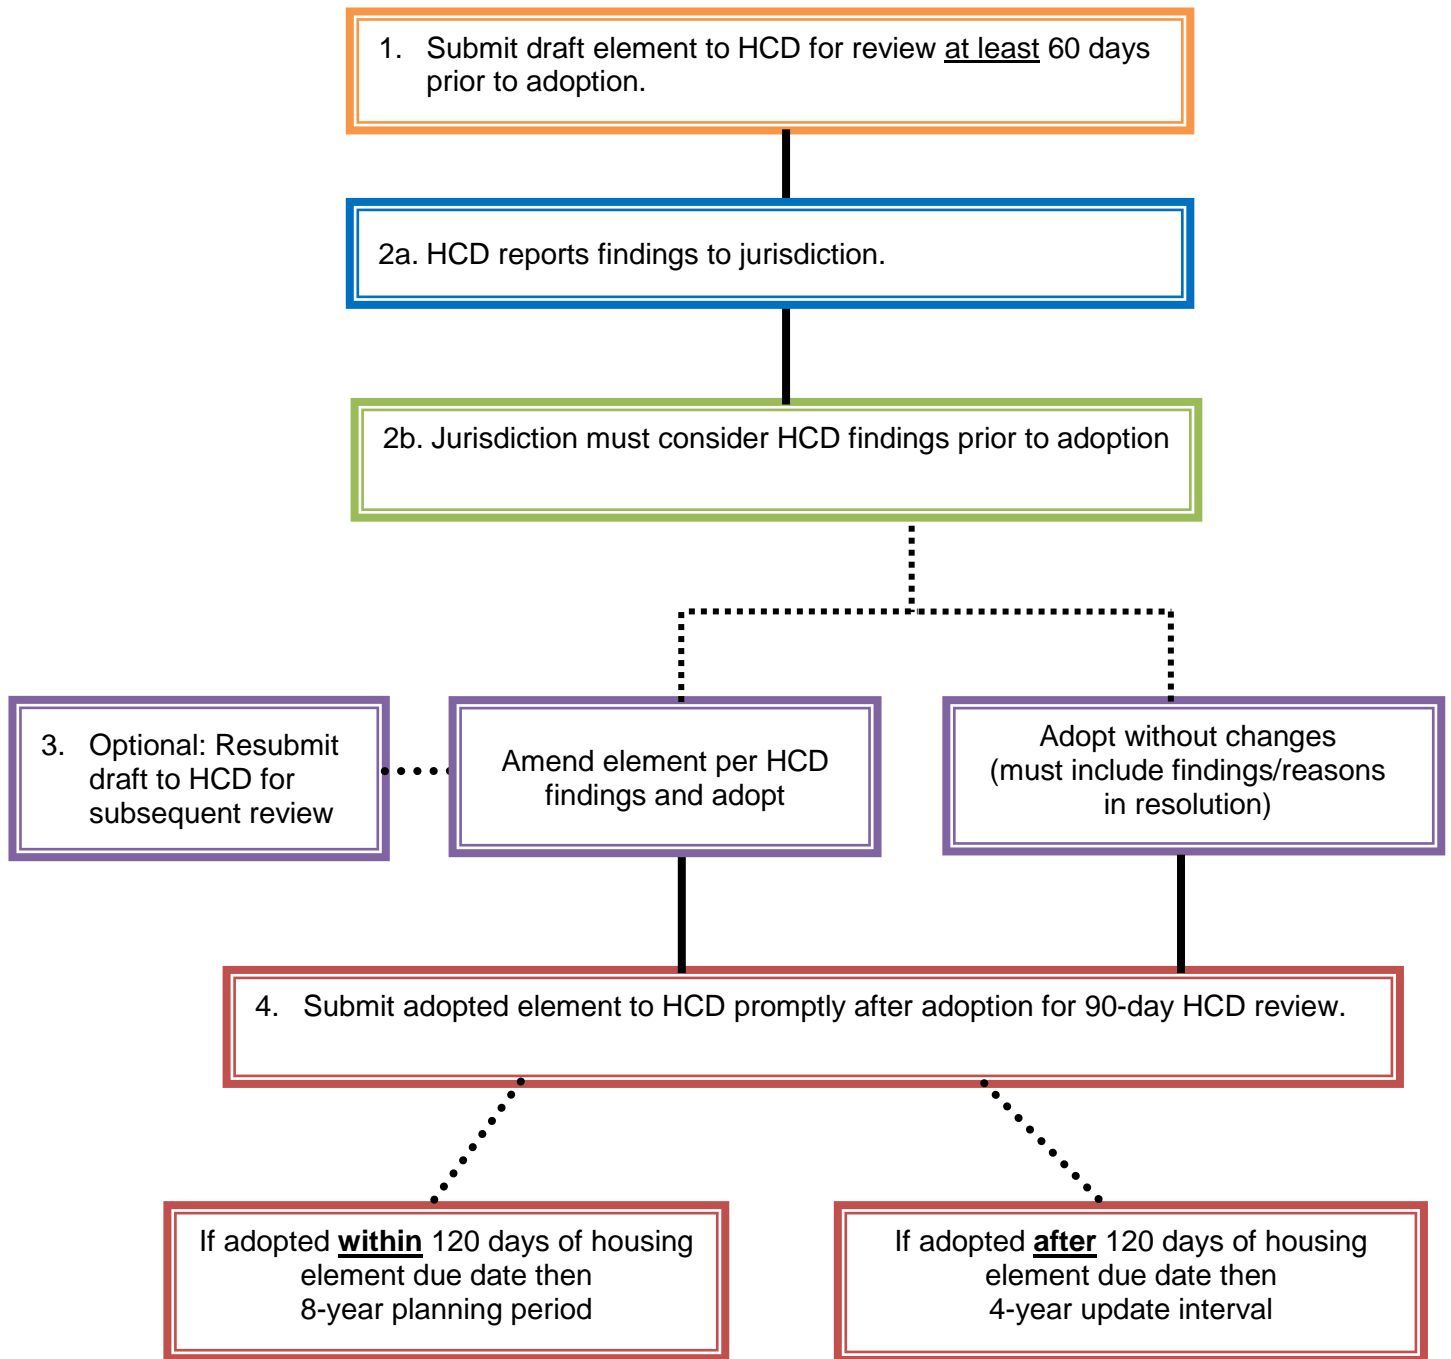 1. Submit draft element to HCD for review at least 60 days
prior to adoption.
2a. HCD reports findings to jurisdiction.
2b. Jurisdiction must consider HCD findings prior to adoption
3. Optional: Resubmit
draft to HCD for
subsequent review
Amend element per HCD
findings and adopt
Adopt without changes
(must include findings/reasons
in resolution)
4. Submit adopted element to HCD promptly after adoption for 90-day HCD review.
If adopted within 120 days of housing
element due date then
8-year planning period
If adopted after 120 days of housing
element due date then
4-year update interval